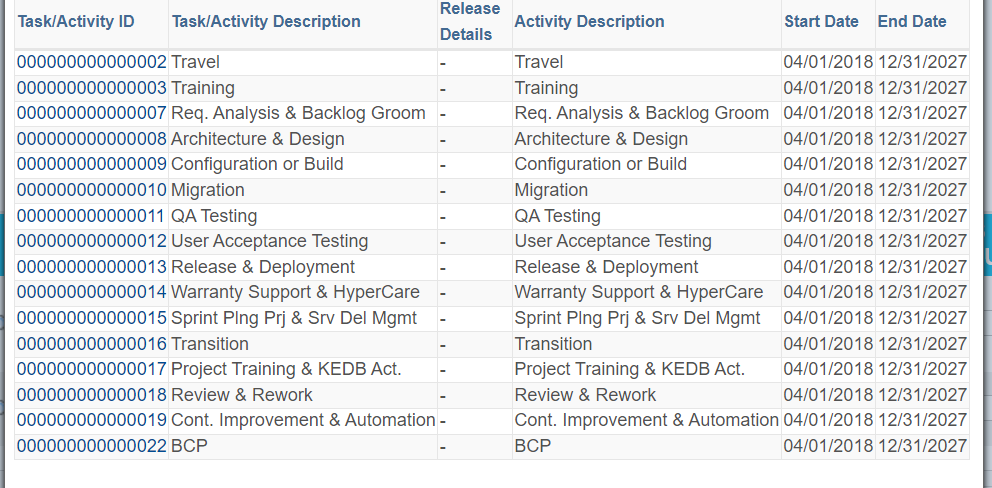 Task/Activity ID Task/Activity Description Release Details Activity Description Start Date End Date
000000000000002 Travel - Travel 04/01/2018 12/31/2027
000000000000003 Training - Training 04/01/2018 12/31/2027
000000000000007 Req. Analysis & Backlog Groom - Req. Analysis & Backlog Groom 04/01/2018 12/31/2027
000000000000008 Architecture & Design - Architecture & Design 04/01/2018 12/31/2027
000000000000009 Configuration or Build - Configuration or Build 04/01/2018 12/31/2027
000000000000010 Migration - Migration 04/01/2018 12/31/2027
000000000000011 QA Testing - QA Testing 04/01/2018 12/31/2027
000000000000012 User Acceptance Testing - User Acceptance Testing 04/01/2018 12/31/2027
000000000000013 Release & Deployment - Release & Deployment 04/01/2018 12/31/2027
000000000000014 Warranty Support & HyperCare - Warranty Support & HyperCare 04/01/2018 12/31/2027
000000000000015 Sprint Plng Prj & Srv Del Mgmt - Sprint Plng Prj & Srv Del Mgmt 04/01/2018 12/31/2027
000000000000016 Transition - Transition 04/01/2018 12/31/2027
000000000000017 Project Training & KEDB Act. - Project Training & KEDB Act. 04/01/2018 12/31/2027
000000000000018 Review & Rework - Review & Rework 04/01/2018 12/31/2027
000000000000019 Cont. Improvement & Automation - Cont. Improvement & Automation 04/01/2018 12/31/2027
000000000000022 BCP - BCP 04/01/2018 12/31/2027